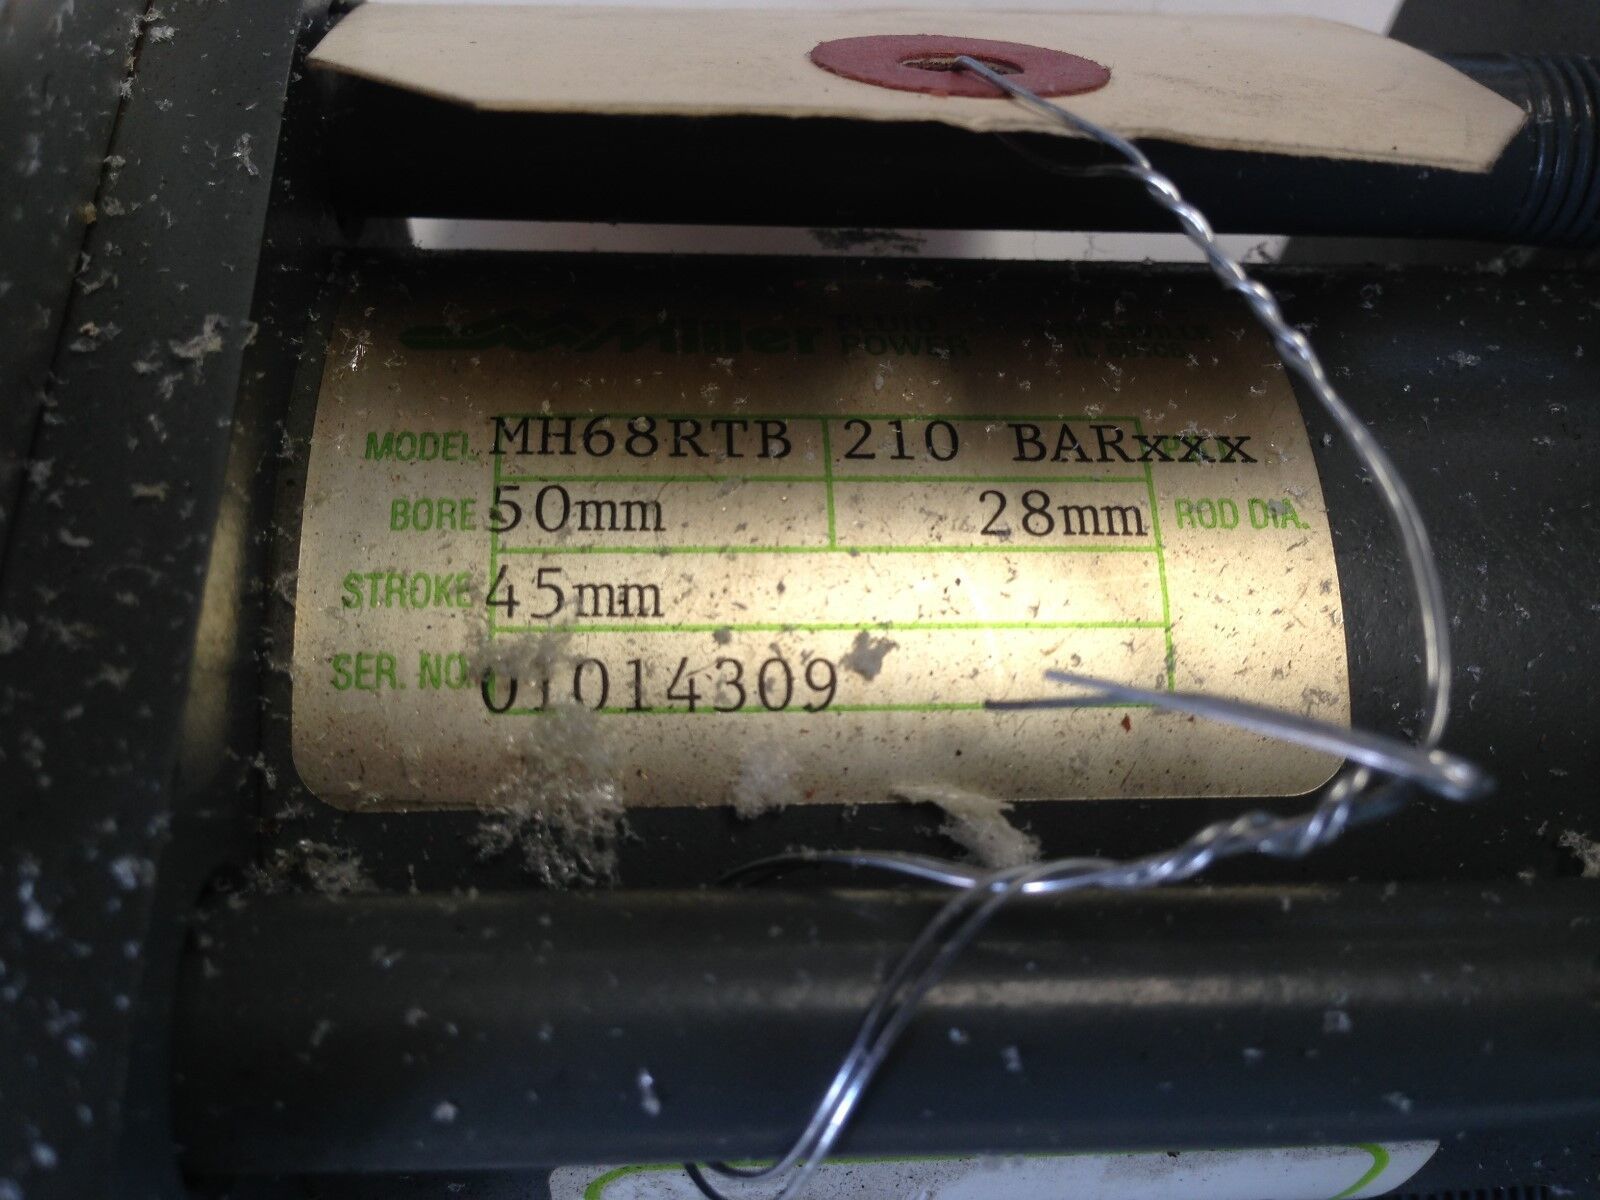 Miller FLUID POWER
MODEL MH68RTB 210 BARxxx
BORE 50mm 28mm ROD DIA.
STROKE 45mm
SER. NO. 01014309